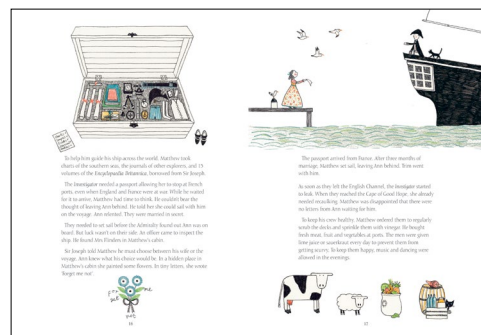 To help him guide his ship across the world, Matthew took
charts of the southern seas, the journals of other explorers, and 15
volumes of the Encyclopaedia Britannica, borrowed from Sir Joseph.
The Investigator needed a passport allowing her to stop at French
ports, even when England and France were at war. While he waited
for it to arrive, Matthew had time to think. He couldn't bear the
thought of leaving Ann behind. He told her she could sail with him
on the voyage. Ann relented. They were married in secret.
They needed to set sail before the Admiralty found out Ann was on
board. But luck wasn't on their side. An officer came to inspect the
ship. He found Mrs Flinders in Matthew's cabin.
Sir Joseph told Matthew he must choose between his wife or the
voyage. Ann knew what his choice would be. In a hidden place in
Matthew's cabin she painted some flowers. In tiny letters, she wrote
'forget me not'.
for
get
me
not
The passport arrived from France. After three months of
marriage, Matthew set sail, leaving Ann behind. Trim went
with him.
As soon as they left the English Channel, the Investigator started
to leak. When they reached the Cape of Good Hope, she already
needed recaulking. Matthew was disappointed that there were
no letters from Ann waiting for him.
To keep his crew healthy, Matthew ordered them to regularly
scrub the decks and sprinkle them with vinegar. He bought
fresh meat, fruit and vegetables at ports. The men were given
lime juice or sauerkraut every day to prevent them from
getting scurvy. To keep them happy, music and dancing were
allowed in the evenings.